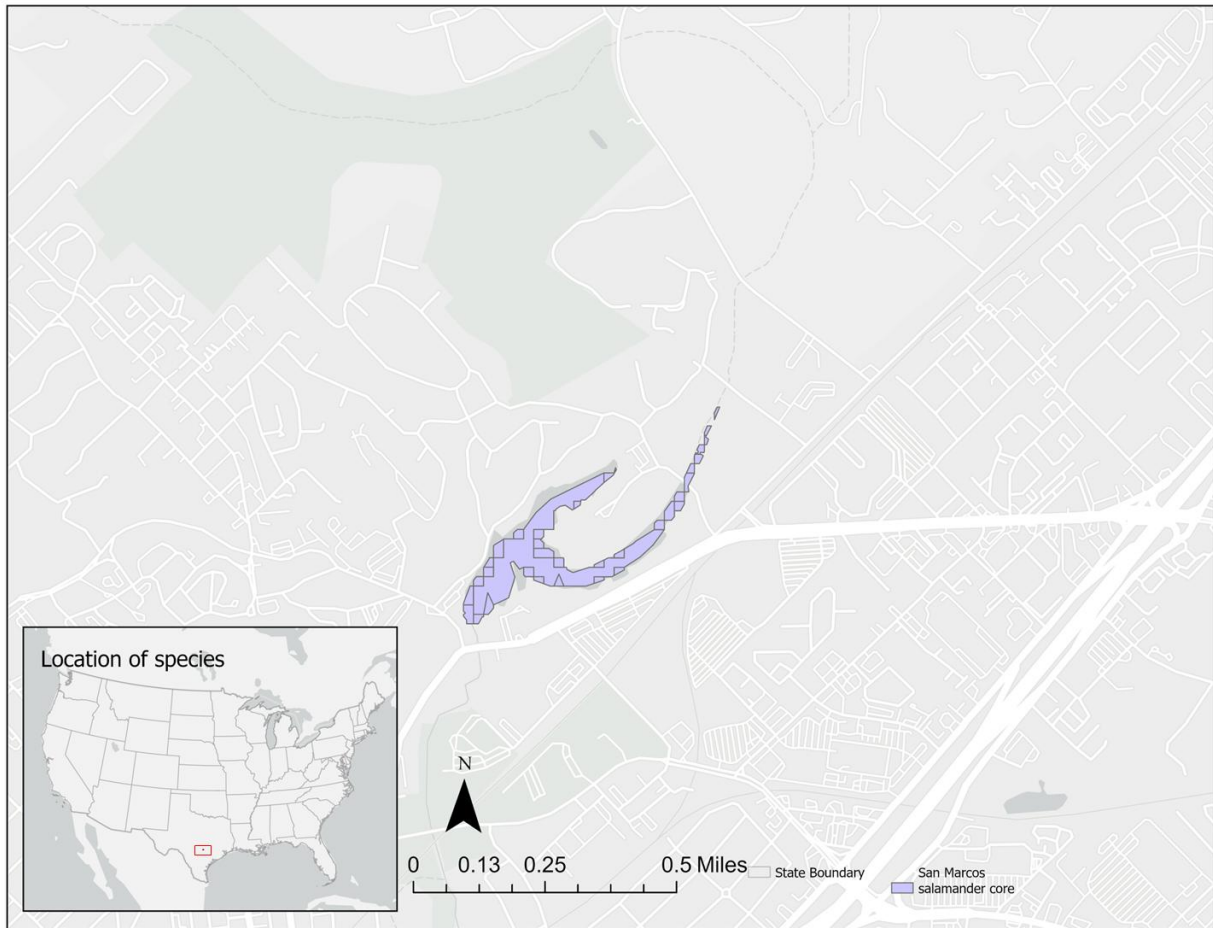 Location of species
N
0 0.13 0.25 0.5 Miles
State Boundary
San Marcos
salamander core